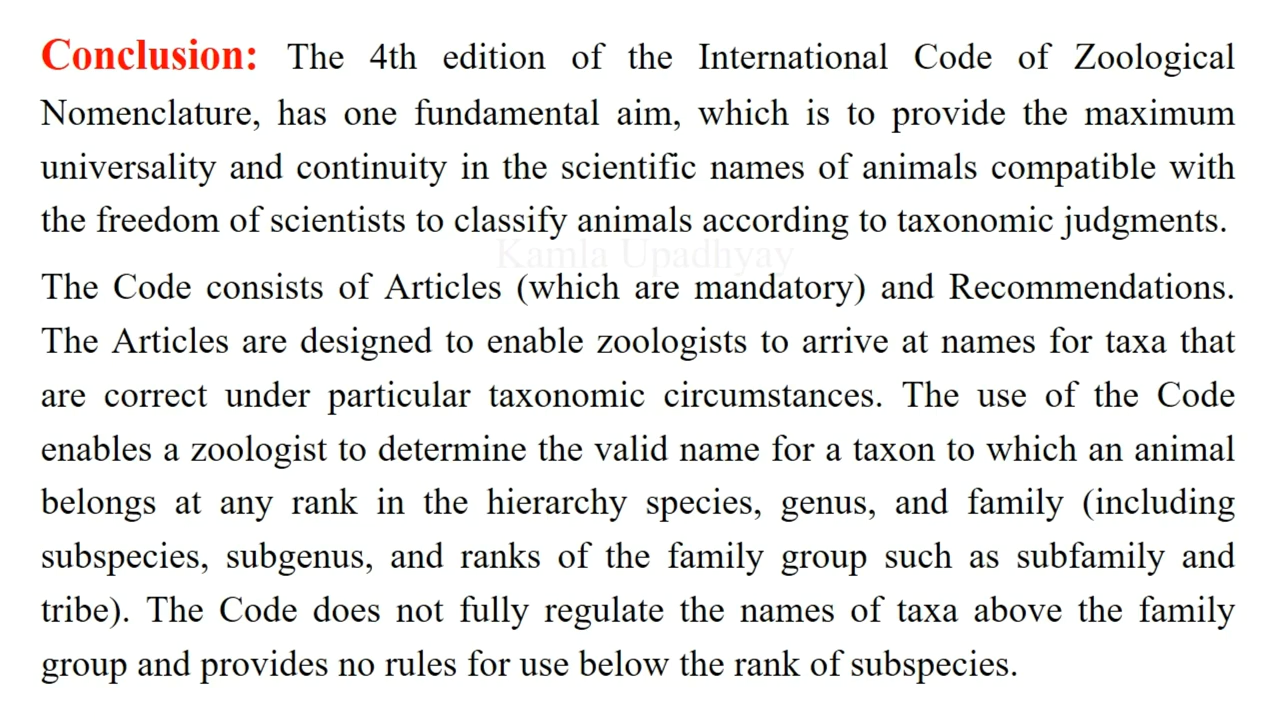 Conclusion: The 4th edition of the International Code of Zoological
Nomenclature, has one fundamental aim, which is to provide the maximum
universality and continuity in the scientific names of animals compatible with
the freedom of scientists to classify animals according to taxonomic judgments.
Kamla Upadhyay
The Code consists of Articles (which are mandatory) and Recommendations.
The Articles are designed to enable zoologists to arrive at names for taxa that
are correct under particular taxonomic circumstances. The use of the Code
enables a zoologist to determine the valid name for a taxon to which an animal
belongs at any rank in the hierarchy species, genus, and family (including
subspecies, subgenus, and ranks of the family group such as subfamily and
tribe). The Code does not fully regulate the names of taxa above the family
group and provides no rules for use below the rank of subspecies.